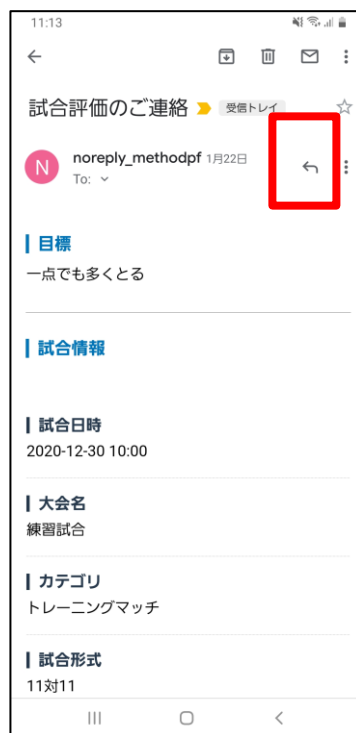 11:13
試合評価のご連絡 受信トレイ
N noreply_methodpf 1月22日
To:
目標
一点でも多くとる
試合情報
試合日時
2020-12-30 10:00
大会名
練習試合
カテゴリ
トレーニングマッチ
試合形式
11対11